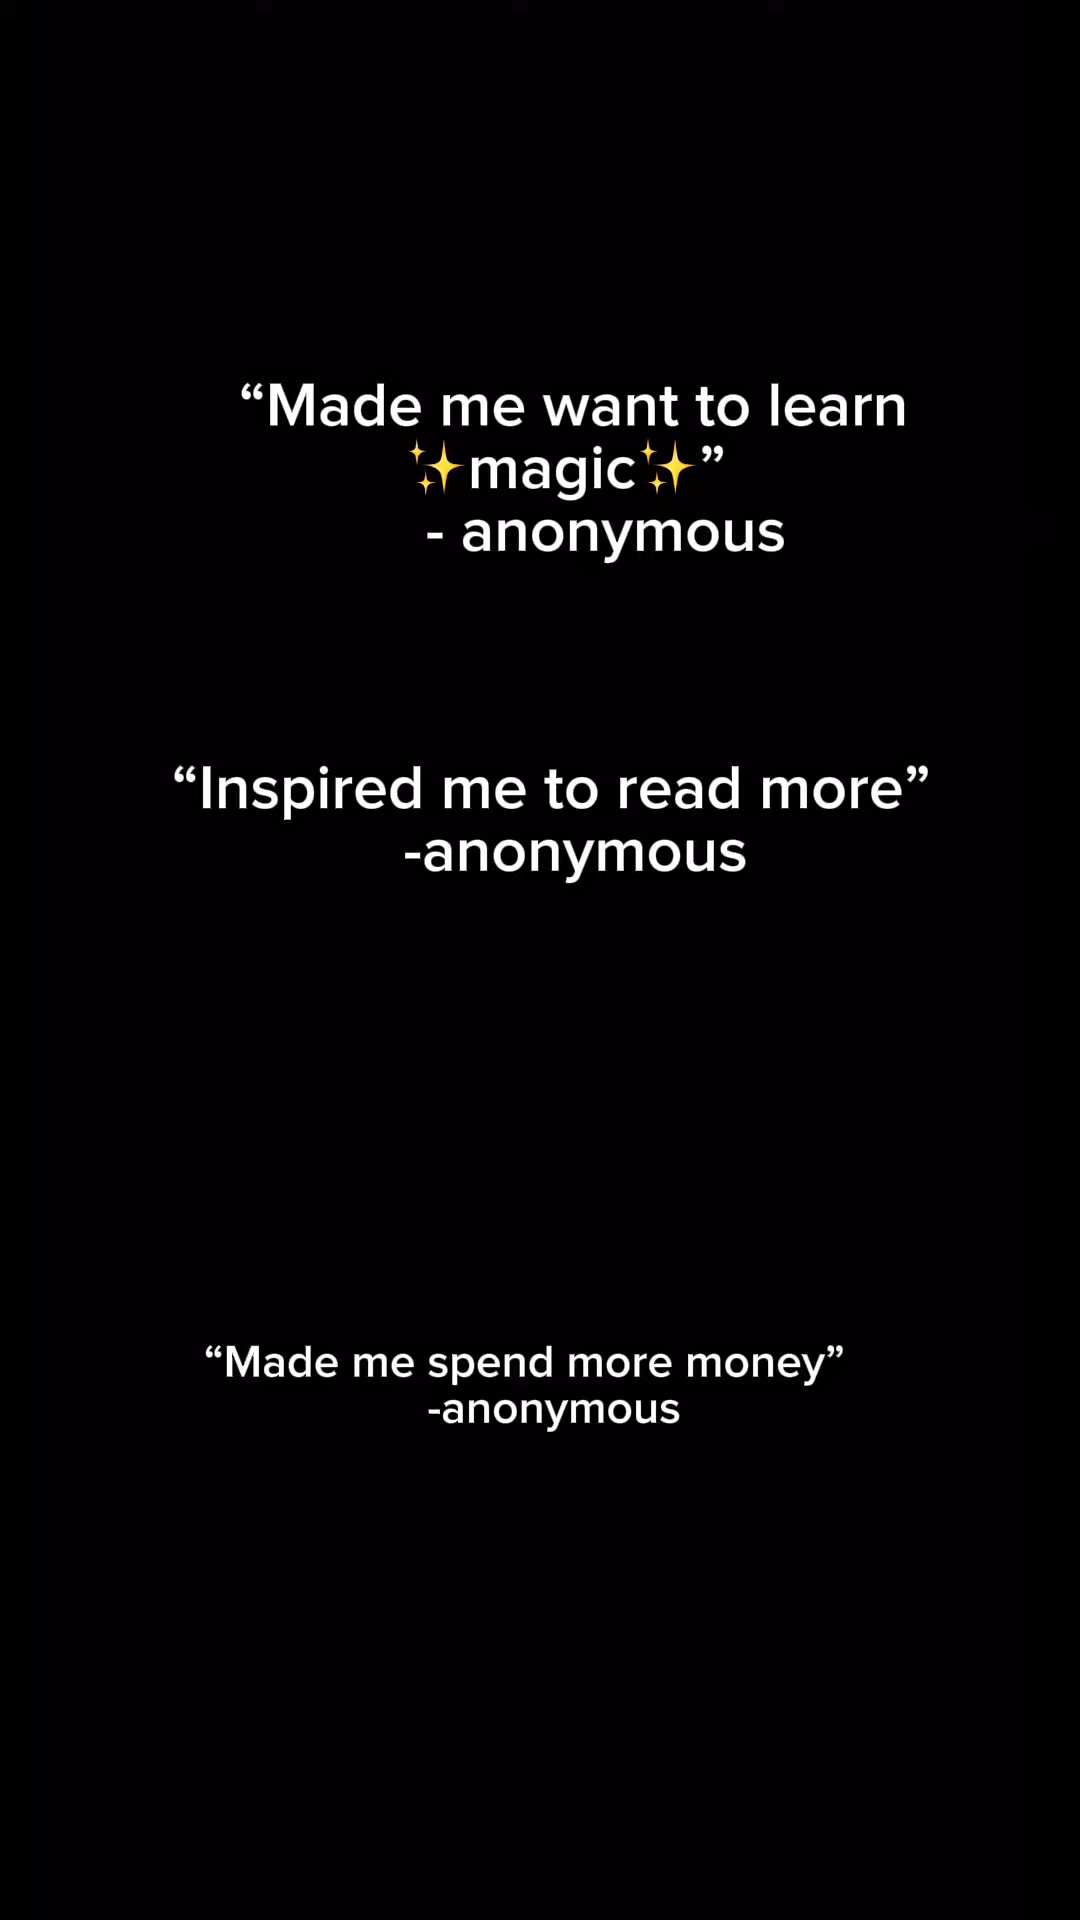 “Made me want to learn
✨magic✨”
- anonymous
“Inspired me to read more”
-anonymous
“Made me spend more money”
-anonymous